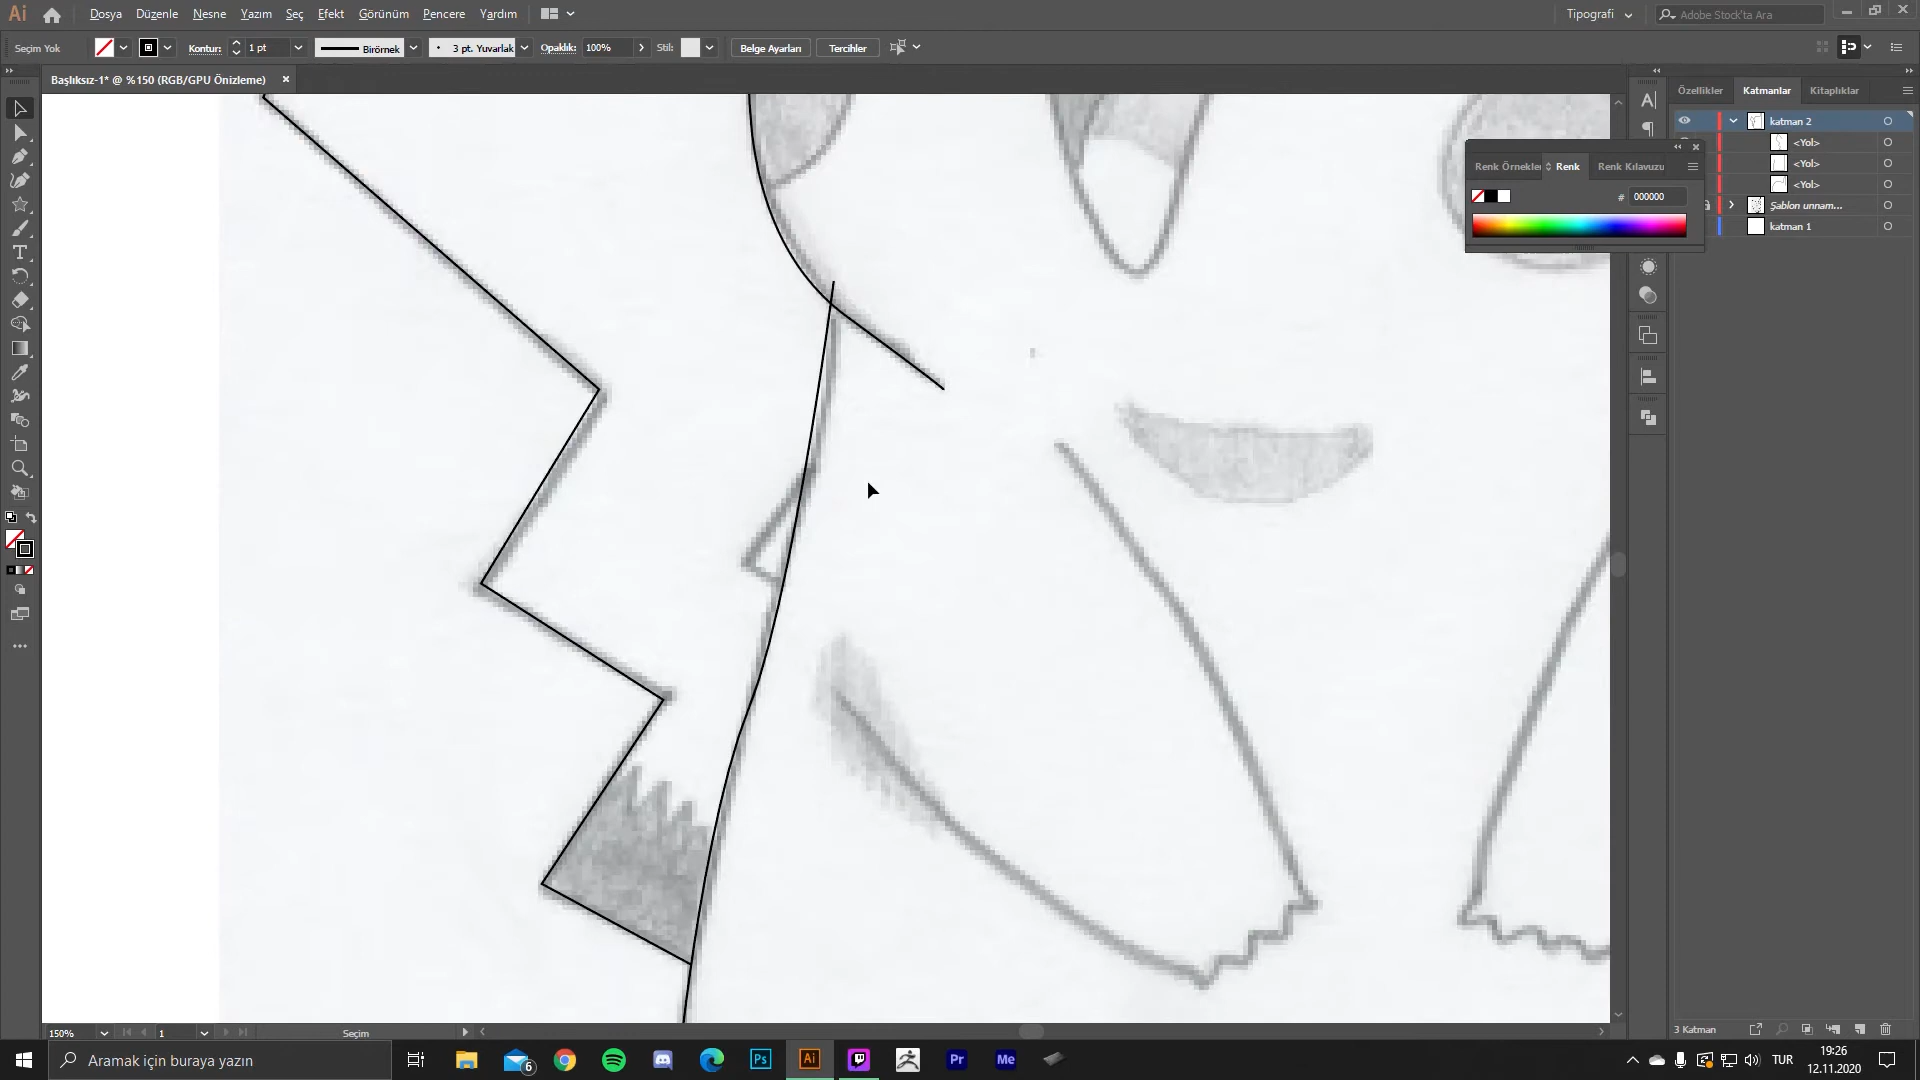 Ai Dosya Düzenle Nesne Yazım Seç Efekt Görünüm Pencere Yardım Tipografi Adobe Stock'ta Ara
Seçim Yok Kontur: 1 pt Birörnek 3 pt. Yuvarlak Opaklık: 100% Stil: Belge Ayarları Tercihler
Başlıksız-1* @ %150 (RGB/GPU Önizleme)
Özellikler Katmanlar Kitaplıklar
katman 2
<Yol>
<Yol>
<Yol>
Şablon unnam...
katman 1
Renk Örnekler Renk Renk Kılavuzu
# 000000
150% 1 Seçim 3 Katman
Aramak için buraya yazın
6
Ps
Ai
Pr
Me
TUR
19:26
12.11.2020